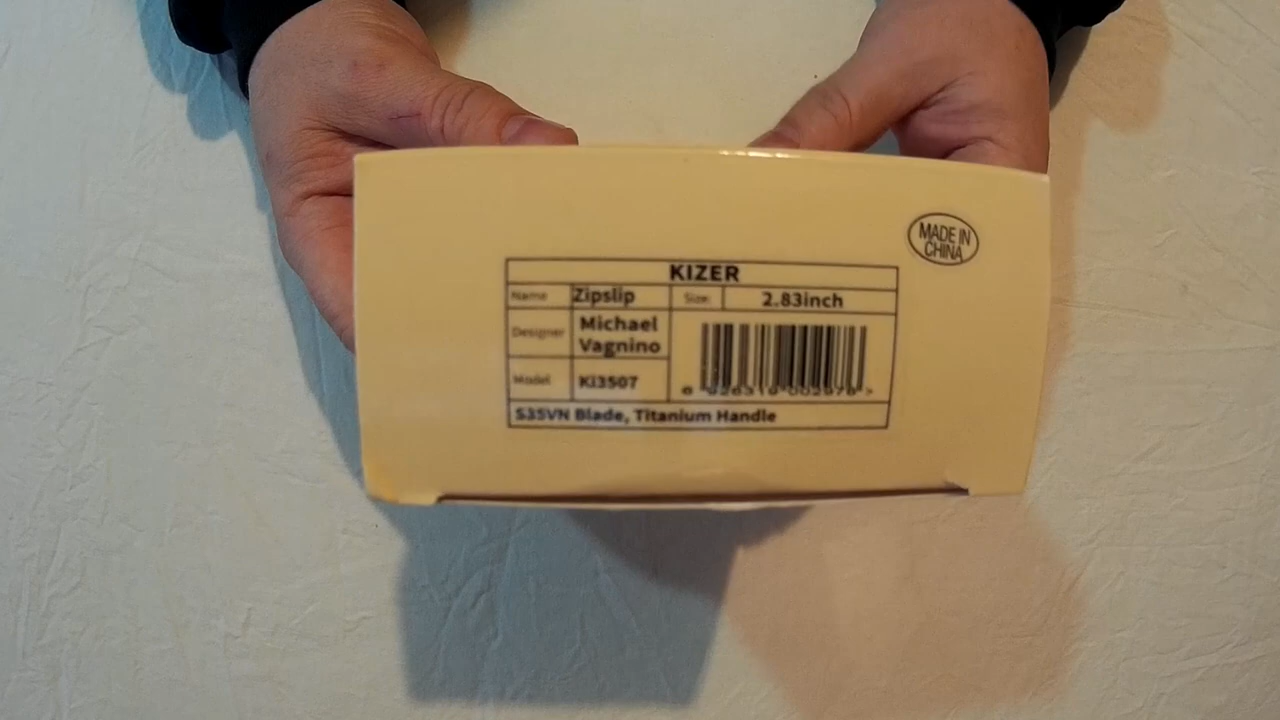 MADE IN
CHINA
KIZER
Name Zipslip Size: 2.83inch
Designer Michael
Vagnino
Model Ki3507
S35VN Blade, Titanium Handle